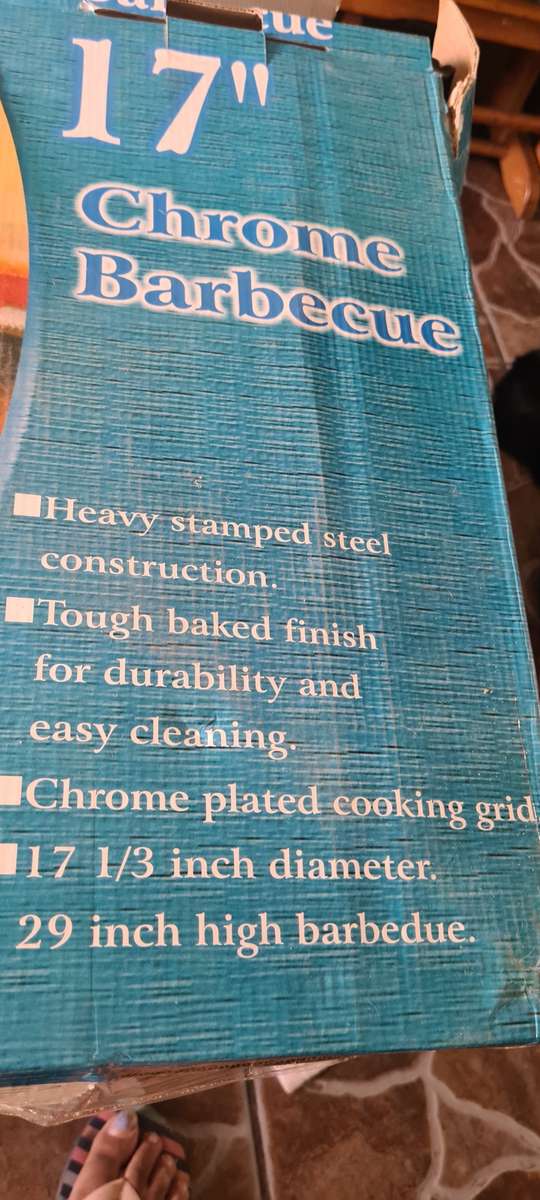 17"
Chrome
Barbecue
■Heavy stamped steel
construction.
■Tough baked finish
for durability and
easy cleaning.
■Chrome plated cooking grid
■17 1/3 inch diameter.
29 inch high barbedue.